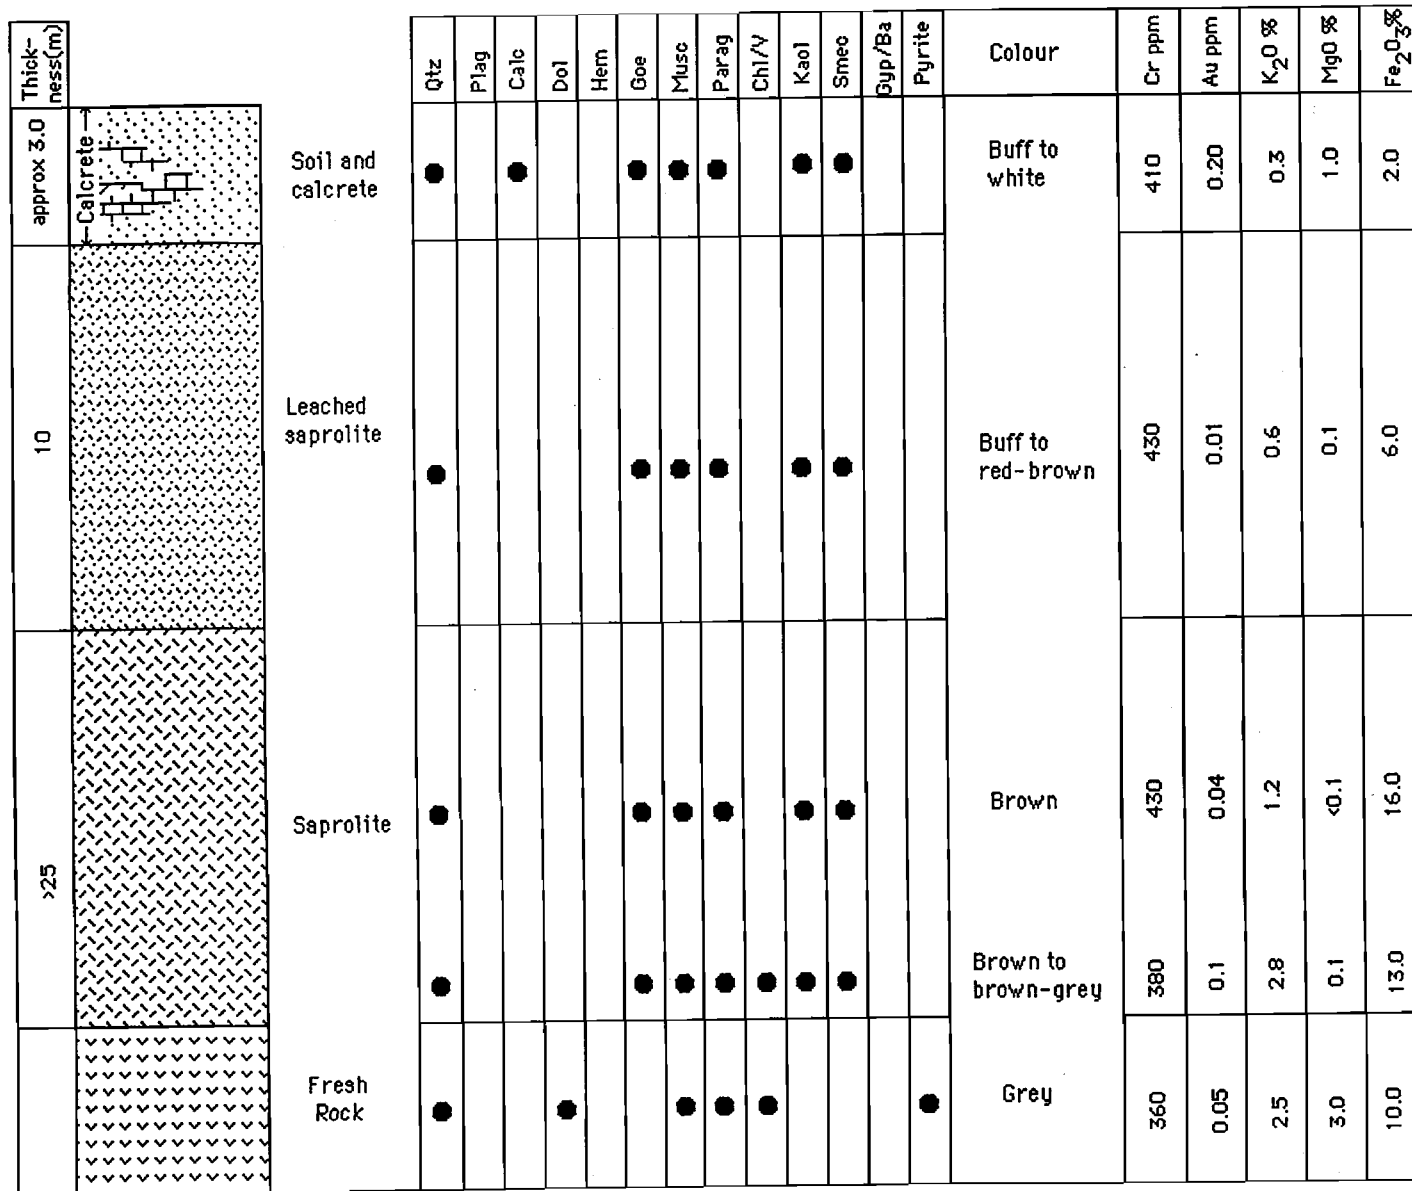 Thick-
ness(m)
Qtz
Plag
Calc
Dol
Hem
Goe
Musc
Parag
Chl/V
Kaol
Smec
Gyp/Ba
Pyrite
Colour
Cr ppm
Au ppm
K2O %
MgO %
Fe2O3%
approx 3.0
Calcrete
Soil and
calcrete
Buff to
white
410
0.20
0.3
1.0
2.0
10
Leached
saprolite
Buff to
red-brown
430
0.01
0.6
0.1
6.0
>25
Saprolite
Brown
430
0.04
1.2
<0.1
16.0
Brown to
brown-grey
380
0.1
2.8
0.1
13.0
Fresh
Rock
Grey
360
0.05
2.5
3.0
10.0